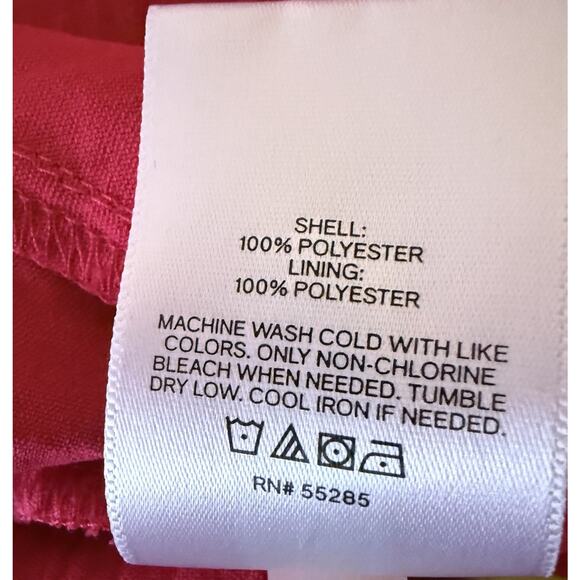 SHELL:
100% POLYESTER
LINING:
100% POLYESTER
MACHINE WASH COLD WITH LIKE
COLORS. ONLY NON-CHLORINE
BLEACH WHEN NEEDED. TUMBLE
DRY LOW. COOL IRON IF NEEDED.
RN# 55285